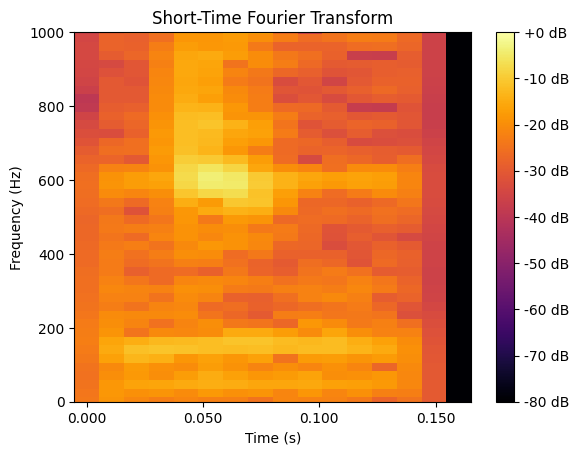 Short-Time Fourier Transform
Frequency (Hz)
1000
800
600
400
200
0
0.000
0.050
0.100
0.150
Time (s)
+0 dB
-10 dB
-20 dB
-30 dB
-40 dB
-50 dB
-60 dB
-70 dB
-80 dB